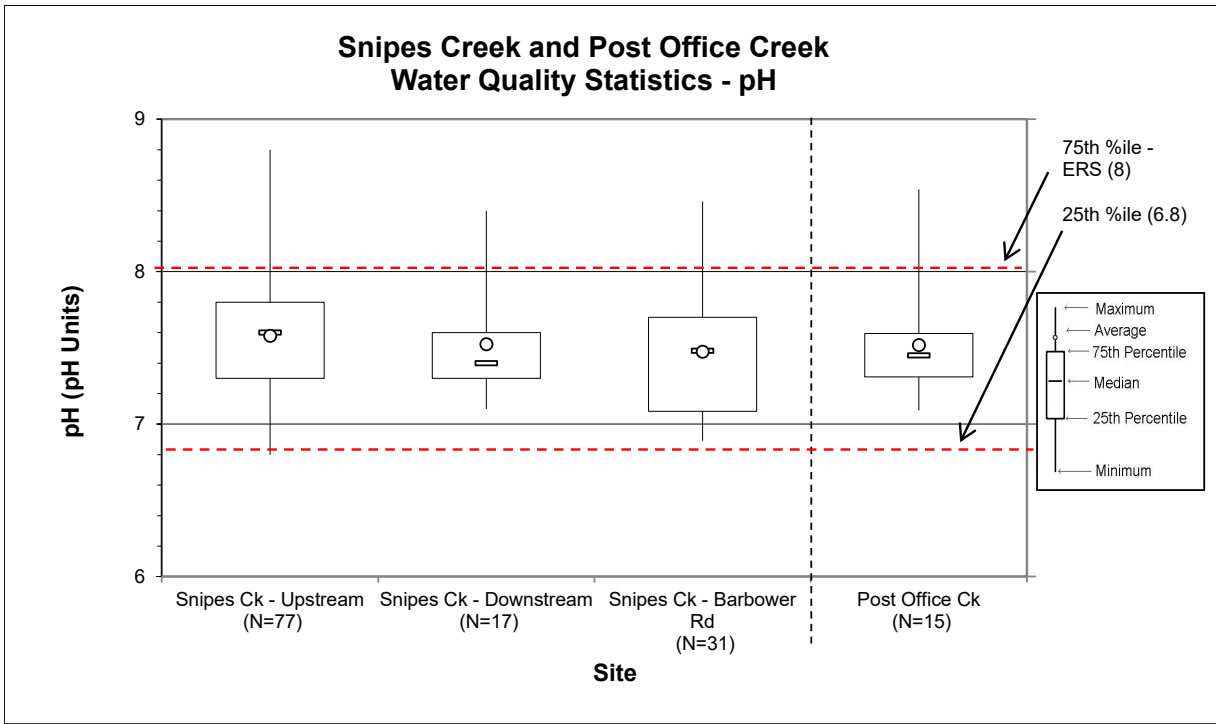 Snipes Creek and Post Office Creek
Water Quality Statistics - pH
pH (pH Units)
9
8
7
6
75th %ile -
ERS (8)
25th %ile (6.8)
Maximum
Average
75th Percentile
Median
25th Percentile
Minimum
Snipes Ck - Upstream
(N=77)
Snipes Ck - Downstream
(N=17)
Snipes Ck - Barbower
Rd
(N=31)
Post Office Ck
(N=15)
Site